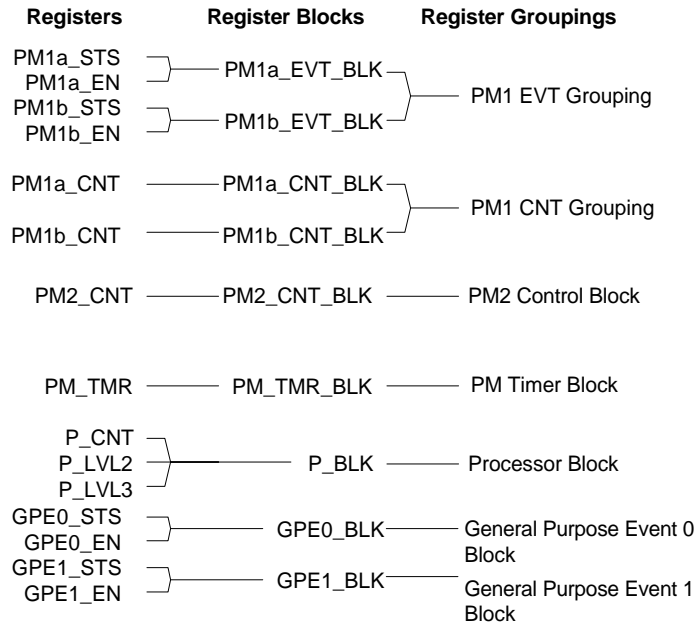 Registers Register Blocks Register Groupings
PM1a_STS
PM1a_EN
PM1a_EVT_BLK
PM1b_STS
PM1b_EN
PM1b_EVT_BLK
PM1 EVT Grouping
PM1a_CNT PM1a_CNT_BLK
PM1 CNT Grouping
PM1b_CNT PM1b_CNT_BLK
PM2_CNT PM2_CNT_BLK PM2 Control Block
PM_TMR PM_TMR_BLK PM Timer Block
P_CNT
P_LVL2 P_BLK Processor Block
P_LVL3
GPE0_STS
GPE0_EN
GPE0_BLK
General Purpose Event 0
Block
GPE1_STS
GPE1_EN
GPE1_BLK
General Purpose Event 1
Block